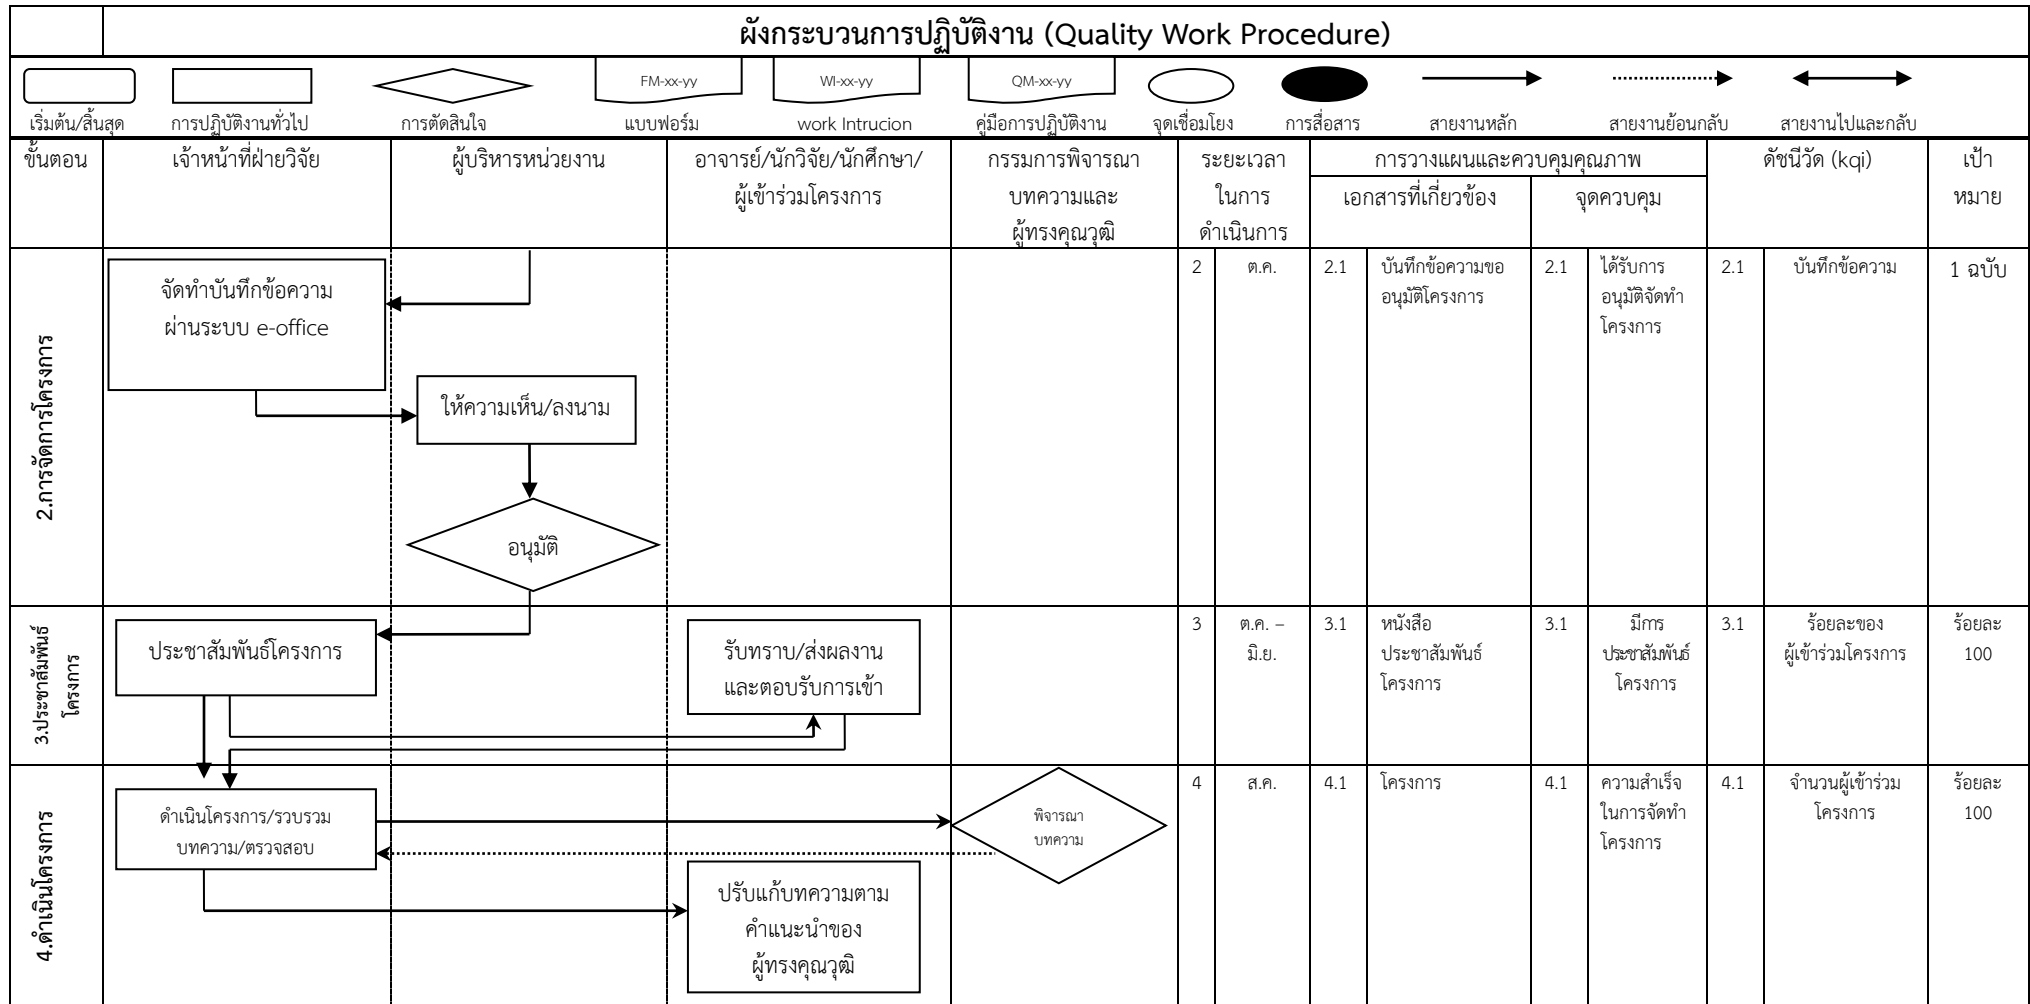 ผังกระบวนการปฏิบัติงาน (Quality Work Procedure)
FM-xx-yy
WI-xx-yy
QM-xx-yy
เริ่มต้น/สิ้นสุด
การปฏิบัติงานทั่วไป
การตัดสินใจ
แบบฟอร์ม
work Intrucion
คู่มือการปฏิบัติงาน
จุดเชื่อมโยง
การสื่อสาร
สายงานหลัก
สายงานย้อนกลับ
สายงานไปและกลับ
ขั้นตอน
เจ้าหน้าที่ฝ่ายวิจัย
ผู้บริหารหน่วยงาน
อาจารย์/นักวิจัย/นักศึกษา/
ผู้เข้าร่วมโครงการ
กรรมการพิจารณา
บทความและ
ผู้ทรงคุณวุฒิ
ระยะเวลา
ในการ
ดำเนินการ
การวางแผนและควบคุมคุณภาพ
เอกสารที่เกี่ยวข้อง
จุดควบคุม
ดัชนีวัด (kqi)
เป้า
หมาย
2.การจัดการโครงการ
จัดทำบันทึกข้อความ
ผ่านระบบ e-office
ให้ความเห็น/ลงนาม
อนุมัติ
2
ต.ค.
2.1
บันทึกข้อความขอ
อนุมัติโครงการ
2.1
ได้รับการ
อนุมัติจัดทำ
โครงการ
2.1
บันทึกข้อความ
1 ฉบับ
3.ประชาสัมพันธ์
โครงการ
ประชาสัมพันธ์โครงการ
รับทราบ/ส่งผลงาน
และตอบรับการเข้า
3
ต.ค. –
มิ.ย.
3.1
หนังสือ
ประชาสัมพันธ์
โครงการ
3.1
มีการ
ประชาสัมพันธ์
โครงการ
3.1
ร้อยละของ
ผู้เข้าร่วมโครงการ
ร้อยละ
100
4.ดำเนินโครงการ
ดำเนินโครงการ/รวบรวม
บทความ/ตรวจสอบ
พิจารณา
บทความ
ปรับแก้บทความตาม
คำแนะนำของ
ผู้ทรงคุณวุฒิ
4
ส.ค.
4.1
โครงการ
4.1
ความสำเร็จ
ในการจัดทำ
โครงการ
4.1
จำนวนผู้เข้าร่วม
โครงการ
ร้อยละ
100